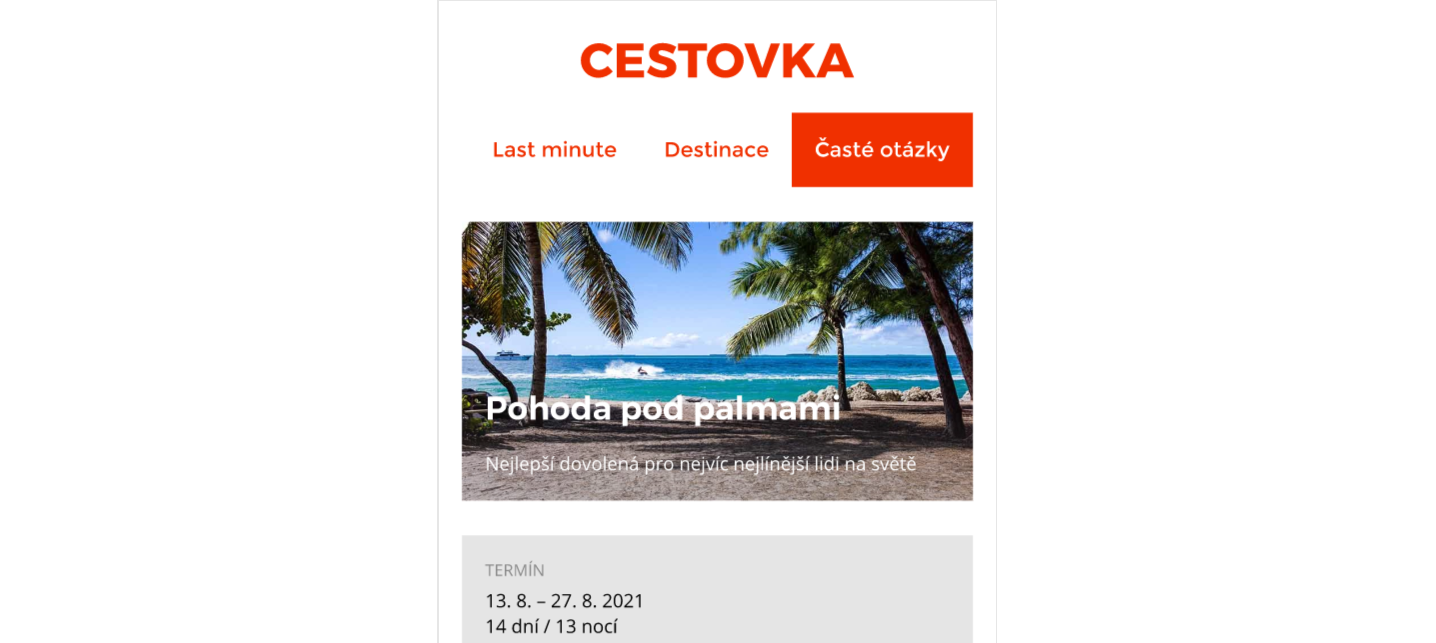 CESTOVKA
Last minute Destinace Časté otázky
Pohoda pod palmami
Nejlepší dovolená pro nejvíc nejlínější lidi na světě
TERMÍN
13. 8. – 27. 8. 2021
14 dní / 13 nocí